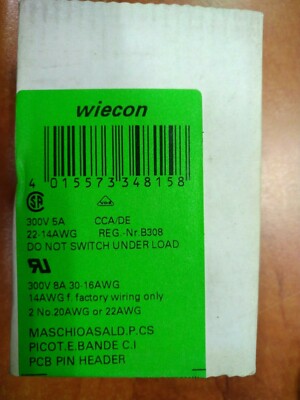 wiecon
4 015573 348158
300V 5A CCA/DE
22-14AWG REG.-Nr.B308
DO NOT SWITCH UNDER LOAD
300V 8A 30-16AWG
14AWG f. factory wiring only
2 No.20AWG or 22AWG
MASCHIOASALD.P.CS
PICOT.E.BANDE C.I
PCB PIN HEADER